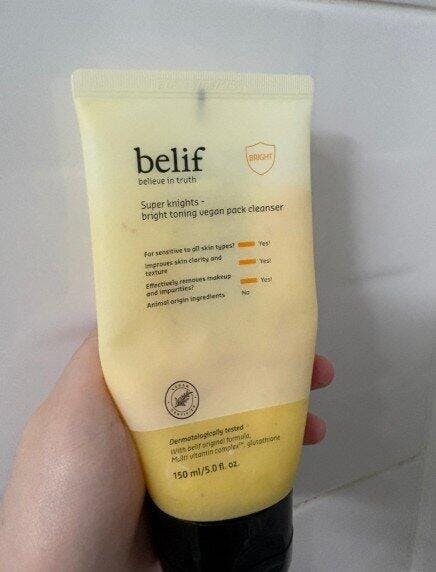 belif
believe in truth
BRIGHT
Super knights -
bright toning vegan pack cleanser
For sensitive to all skin types? Yes!
Improves skin clarity and
texture Yes!
Effectively removes makeup
and impurities? Yes!
Animal origin ingredients No
VEGAN
CERTIFIED
Dermatologically tested
With belif original formula,
Multi vitamin complex™, glutathione
150 ml/5.0 fl. oz.